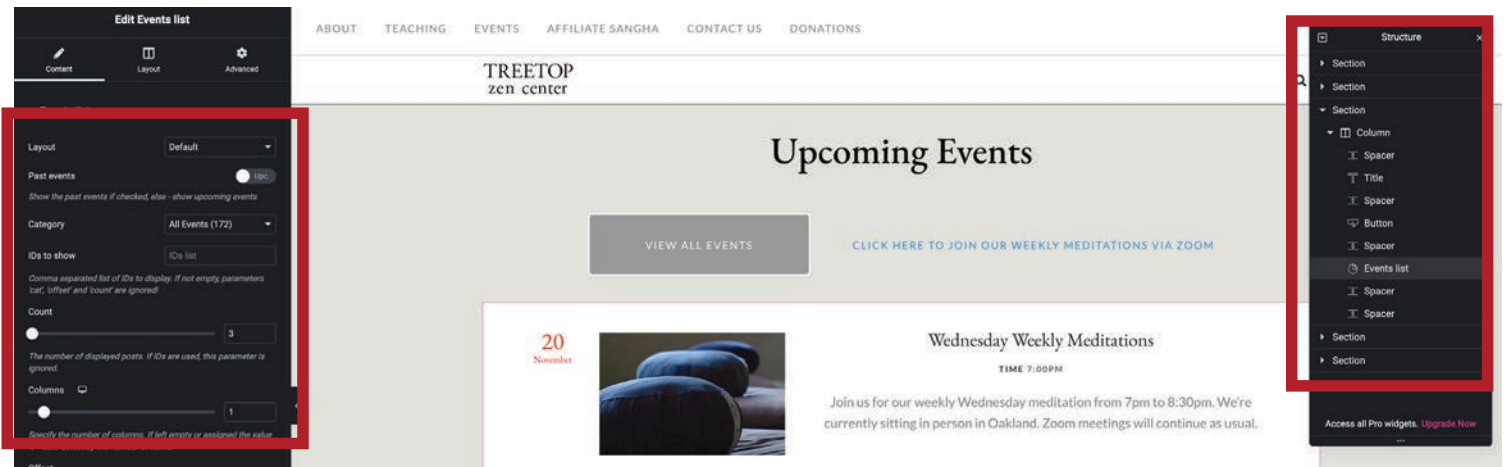 Edit Events list
Content
Layout
Advanced
Layout
Default
Past events
Upc.
Show the past events if checked, else - show upcoming events
Category
All Events (172)
IDs to show
IDs list
Comma separated list of IDs to display. If not empty, parameters
'cat', 'offset' and 'count' are ignored!
Count
3
The number of displayed posts. If IDs are used, this parameter is
ignored.
Columns
1
Specify the number of columns. If left empty or assigned the value
Offset
ABOUT
TEACHING
EVENTS
AFFILIATE SANGHA
CONTACT US
DONATIONS
TREETOP
zen center
Upcoming Events
VIEW ALL EVENTS
CLICK HERE TO JOIN OUR WEEKLY MEDITATIONS VIA ZOOM
20
November
Wednesday Weekly Meditations
TIME 7:00PM
Join us for our weekly Wednesday meditation from 7pm to 8:30pm. We're
currently sitting in person in Oakland. Zoom meetings will continue as usual.
Structure
Section
Section
Section
Column
Spacer
Title
Spacer
Button
Spacer
Events list
Spacer
Spacer
Section
Section
Access all Pro widgets. Upgrade Now